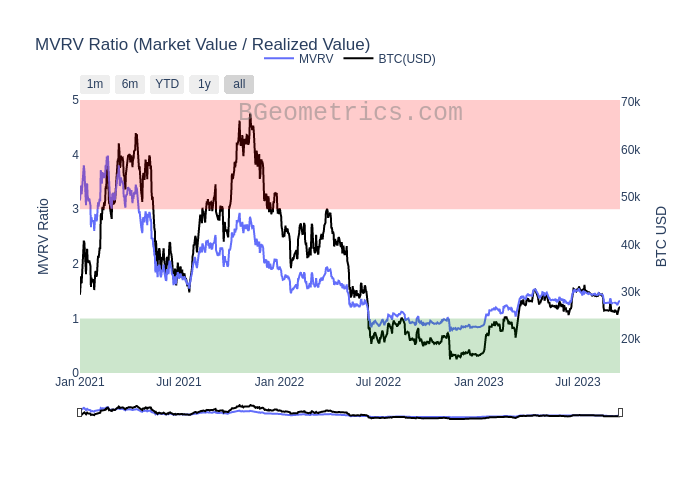 MVRV Ratio (Market Value / Realized Value)
MVRV BTC(USD)
1m 6m YTD 1y all
BGeometrics.com
5
4
3
2
1
0
MVRV Ratio
70k
60k
50k
40k
30k
20k
BTC USD
Jan 2021 Jul 2021 Jan 2022 Jul 2022 Jan 2023 Jul 2023